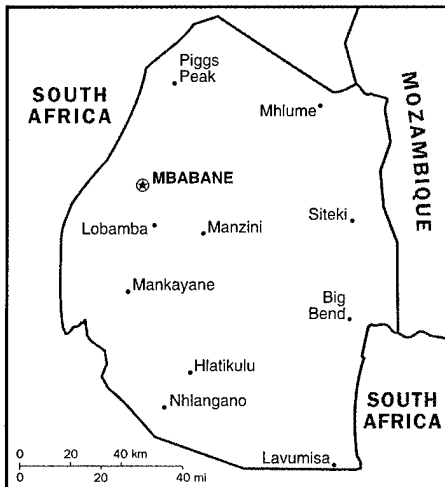 Piggs
Peak
SOUTH
AFRICA
Mhlume
MOZAMBIQUE
MBABANE
Siteki
Lobamba
Manzini
Mankayane
Big
Bend
Hlatikulu
Nhlangano
SOUTH
AFRICA
Lavumisa
0 20 40 km
0 20 40 mi